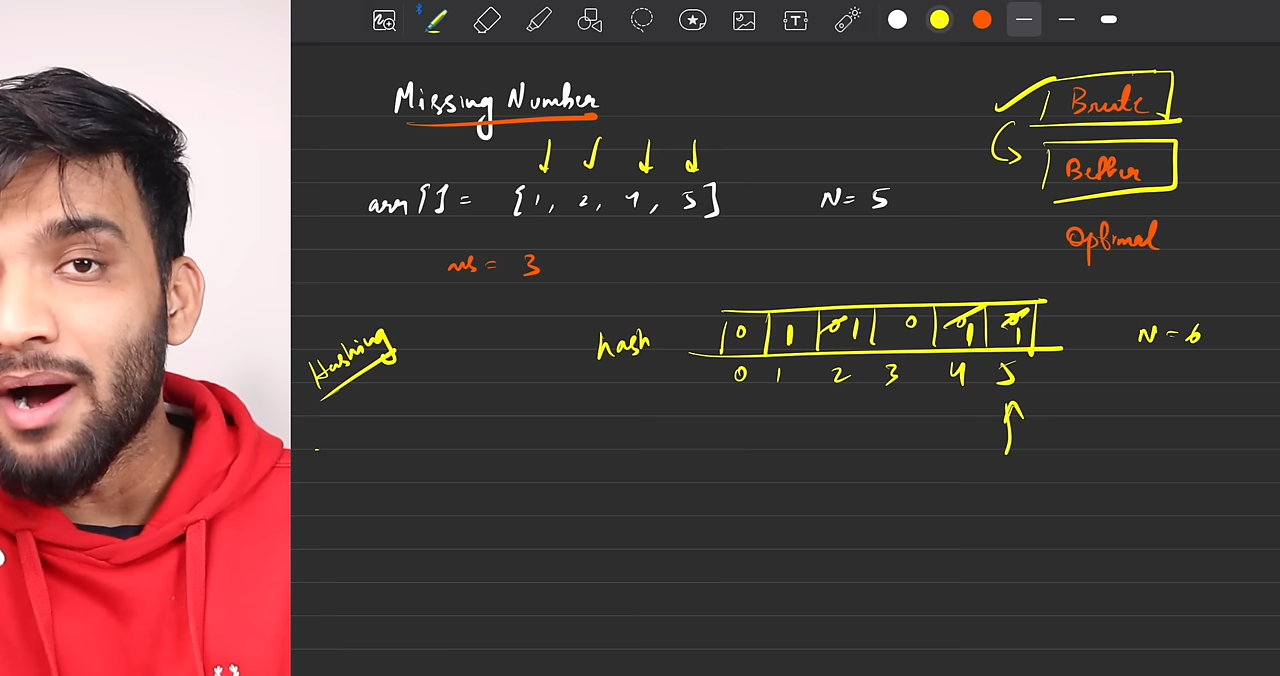 Missing Number
Brute
Better
arr[] = {1, 2, 4, 5}
N = 5
Optimal
ans = 3
Hashing
hash
0 1 0 1 0 0 1 0 1
N = 6
0 1 2 3 4 5
T